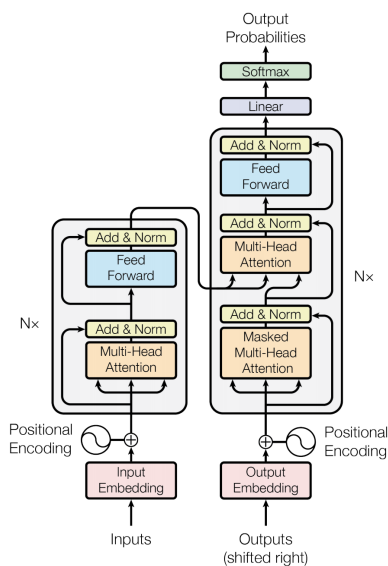 Output
Probabilities
Softmax
Linear
Add & Norm
Feed
Forward
Add & Norm
Multi-Head
Attention
Nx
Add & Norm
Masked
Multi-Head
Attention
Add & Norm
Feed
Forward
Nx
Add & Norm
Multi-Head
Attention
Positional
Encoding
Positional
Encoding
Input
Embedding
Output
Embedding
Inputs
Outputs
(shifted right)